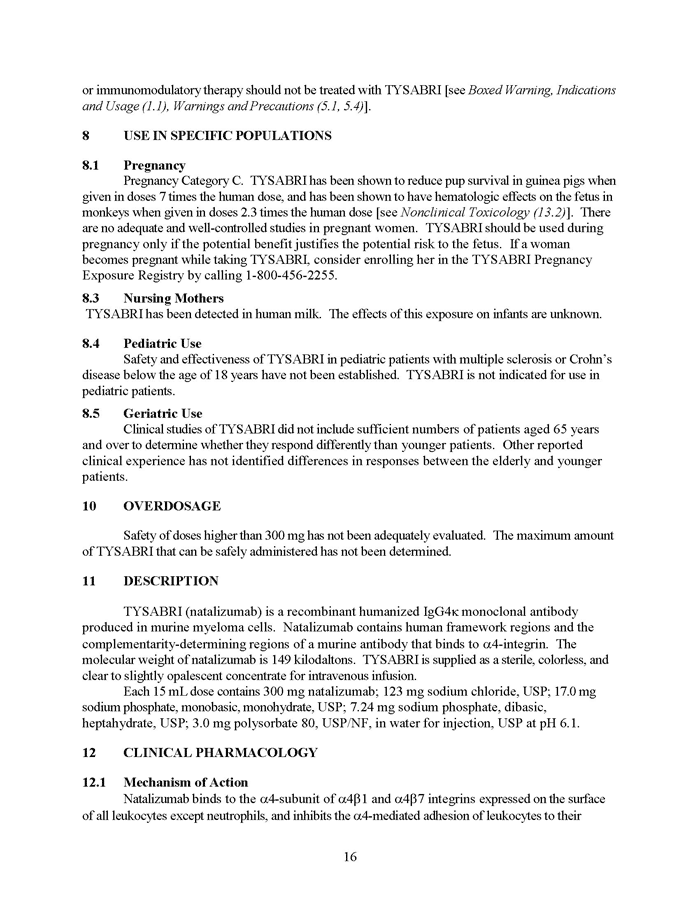 or immunomodulatory therapy should not be treated with TYSABRI [see Boxed Warning, Indications
and Usage (1.1), Warnings and Precautions (5.1, 5.4)].
8 USE IN SPECIFIC POPULATIONS
8.1 Pregnancy
Pregnancy Category C. TYSABRI has been shown to reduce pup survival in guinea pigs when
given in doses 7 times the human dose, and has been shown to have hematologic effects on the fetus in
monkeys when given in doses 2.3 times the human dose [see Nonclinical Toxicology (13.2)]. There
are no adequate and well-controlled studies in pregnant women. TYSABRI should be used during
pregnancy only if the potential benefit justifies the potential risk to the fetus. If a woman
becomes pregnant while taking TYSABRI, consider enrolling her in the TYSABRI Pregnancy
Exposure Registry by calling 1-800-456-2255.
8.3 Nursing Mothers
TYSABRI has been detected in human milk. The effects of this exposure on infants are unknown.
8.4 Pediatric Use
Safety and effectiveness of TYSABRI in pediatric patients with multiple sclerosis or Crohn's
disease below the age of 18 years have not been established. TYSABRI is not indicated for use in
pediatric patients.
8.5 Geriatric Use
Clinical studies of TYSABRI did not include sufficient numbers of patients aged 65 years
and over to determine whether they respond differently than younger patients. Other reported
clinical experience has not identified differences in responses between the elderly and younger
patients.
10 OVERDOSAGE
Safety of doses higher than 300 mg has not been adequately evaluated. The maximum amount
of TYSABRI that can be safely administered has not been determined.
11 DESCRIPTION
TYSABRI (natalizumab) is a recombinant humanized IgG4κ monoclonal antibody
produced in murine myeloma cells. Natalizumab contains human framework regions and the
complementarity-determining regions of a murine antibody that binds to α4-integrin. The
molecular weight of natalizumab is 149 kilodaltons. TYSABRI is supplied as a sterile, colorless, and
clear to slightly opalescent concentrate for intravenous infusion.
Each 15 mL dose contains 300 mg natalizumab; 123 mg sodium chloride, USP; 17.0 mg
sodium phosphate, monobasic, monohydrate, USP; 7.24 mg sodium phosphate, dibasic,
heptahydrate, USP; 3.0 mg polysorbate 80, USP/NF, in water for injection, USP at pH 6.1.
12 CLINICAL PHARMACOLOGY
12.1 Mechanism of Action
Natalizumab binds to the α4-subunit of α4β1 and α4β7 integrins expressed on the surface
of all leukocytes except neutrophils, and inhibits the α4-mediated adhesion of leukocytes to their
16